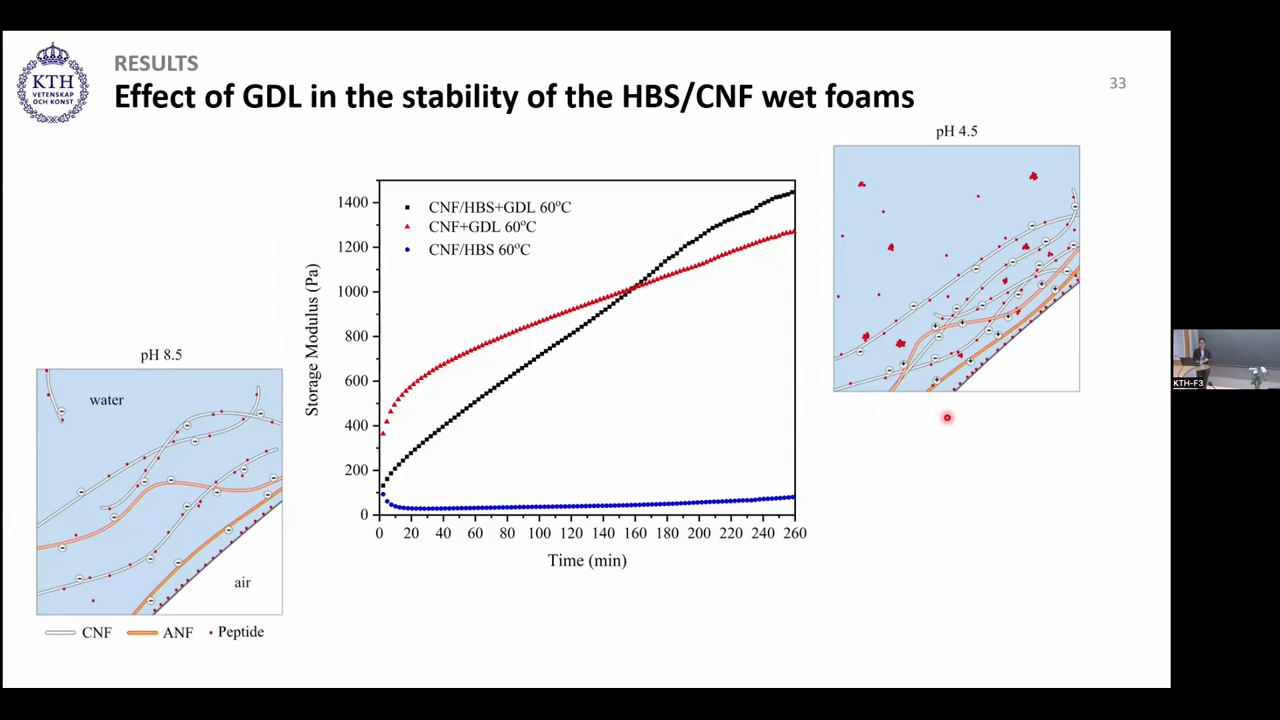 KTH
VETENSKAP
OCH KONST
RESULTS
Effect of GDL in the stability of the HBS/CNF wet foams
33
pH 4.5
CNF/HBS+GDL 60°C
CNF+GDL 60°C
CNF/HBS 60°C
Storage Modulus (Pa)
1400
1200
1000
800
600
400
200
0
0 20 40 60 80 100 120 140 160 180 200 220 240 260
Time (min)
pH 8.5
water
air
CNF ANF Peptide
KTH-F3